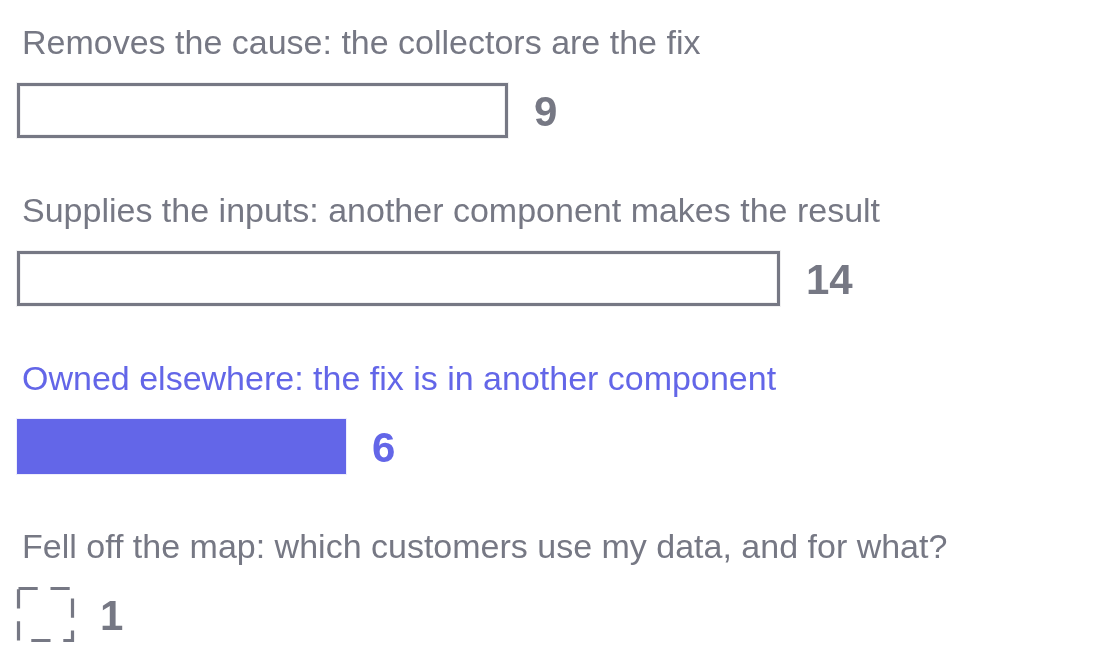 Removes the cause: the collectors are the fix
9
Supplies the inputs: another component makes the result
14
Owned elsewhere: the fix is in another component
6
Fell off the map: which customers use my data, and for what?
1